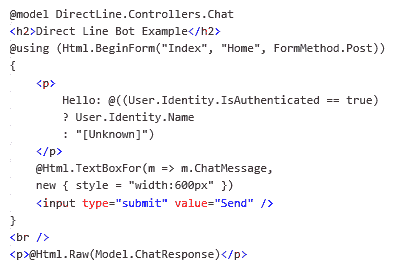 @model DirectLine.Controllers.Chat
<h2>Direct Line Bot Example</h2>
@using (Html.BeginForm("Index", "Home", FormMethod.Post))
{
    <p>
        Hello: @((User.Identity.IsAuthenticated == true)
        ? User.Identity.Name
        : "[Unknown]")
    </p>
    @Html.TextBoxFor(m => m.ChatMessage,
    new { style = "width:600px" })
    <input type="submit" value="Send" />
}
<br />
<p>@Html.Raw(Model.ChatResponse)</p>